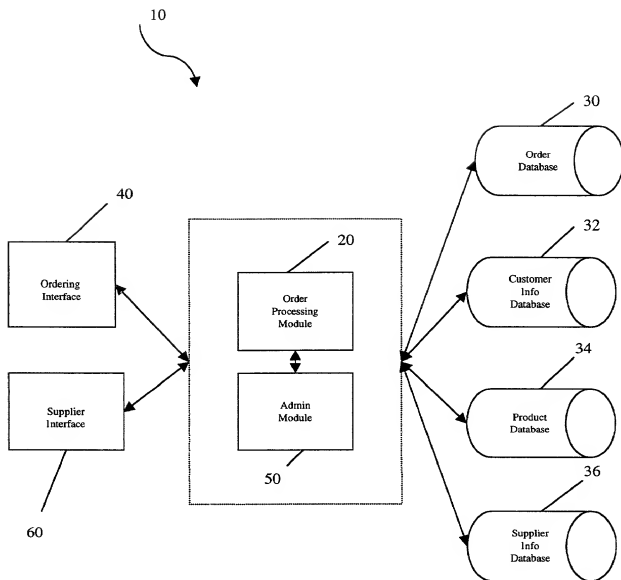 10
30
Order
Database
40
20
32
Ordering
Interface
Order
Processing
Module
Customer
Info
Database
34
Supplier
Interface
Admin
Module
Product
Database
50
36
60
Supplier
Info
Database